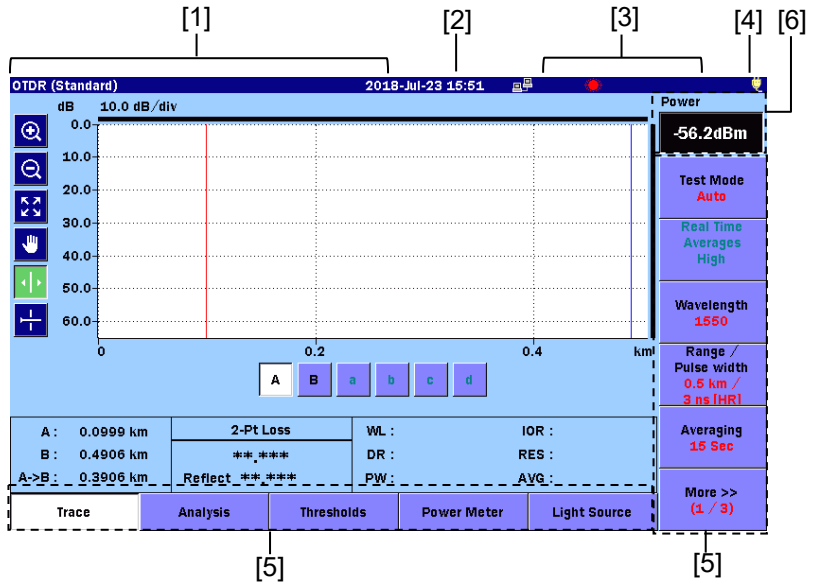 [1] [2] [3] [4] [6]
OTDR (Standard) 2018-Jul-23 15:51
dB 10.0 dB/div
Power
-56.2dBm
0.0
10.0
20.0
30.0
40.0
50.0
60.0
0 0.2 0.4 km
A B a b c d
Test Mode
Auto
Real Time
Averages
High
Wavelength
1550
Range /
Pulse width
0.5 km /
3 ns [HR]
Averaging
15 Sec
More >>
(1 / 3)
A : 0.0999 km 2-Pt Loss WL : IOR :
B : 0.4906 km **.*** DR : RES :
A->B : 0.3906 km Reflect **.*** PW : AVG :
Trace Analysis Thresholds Power Meter Light Source
[5] [5]